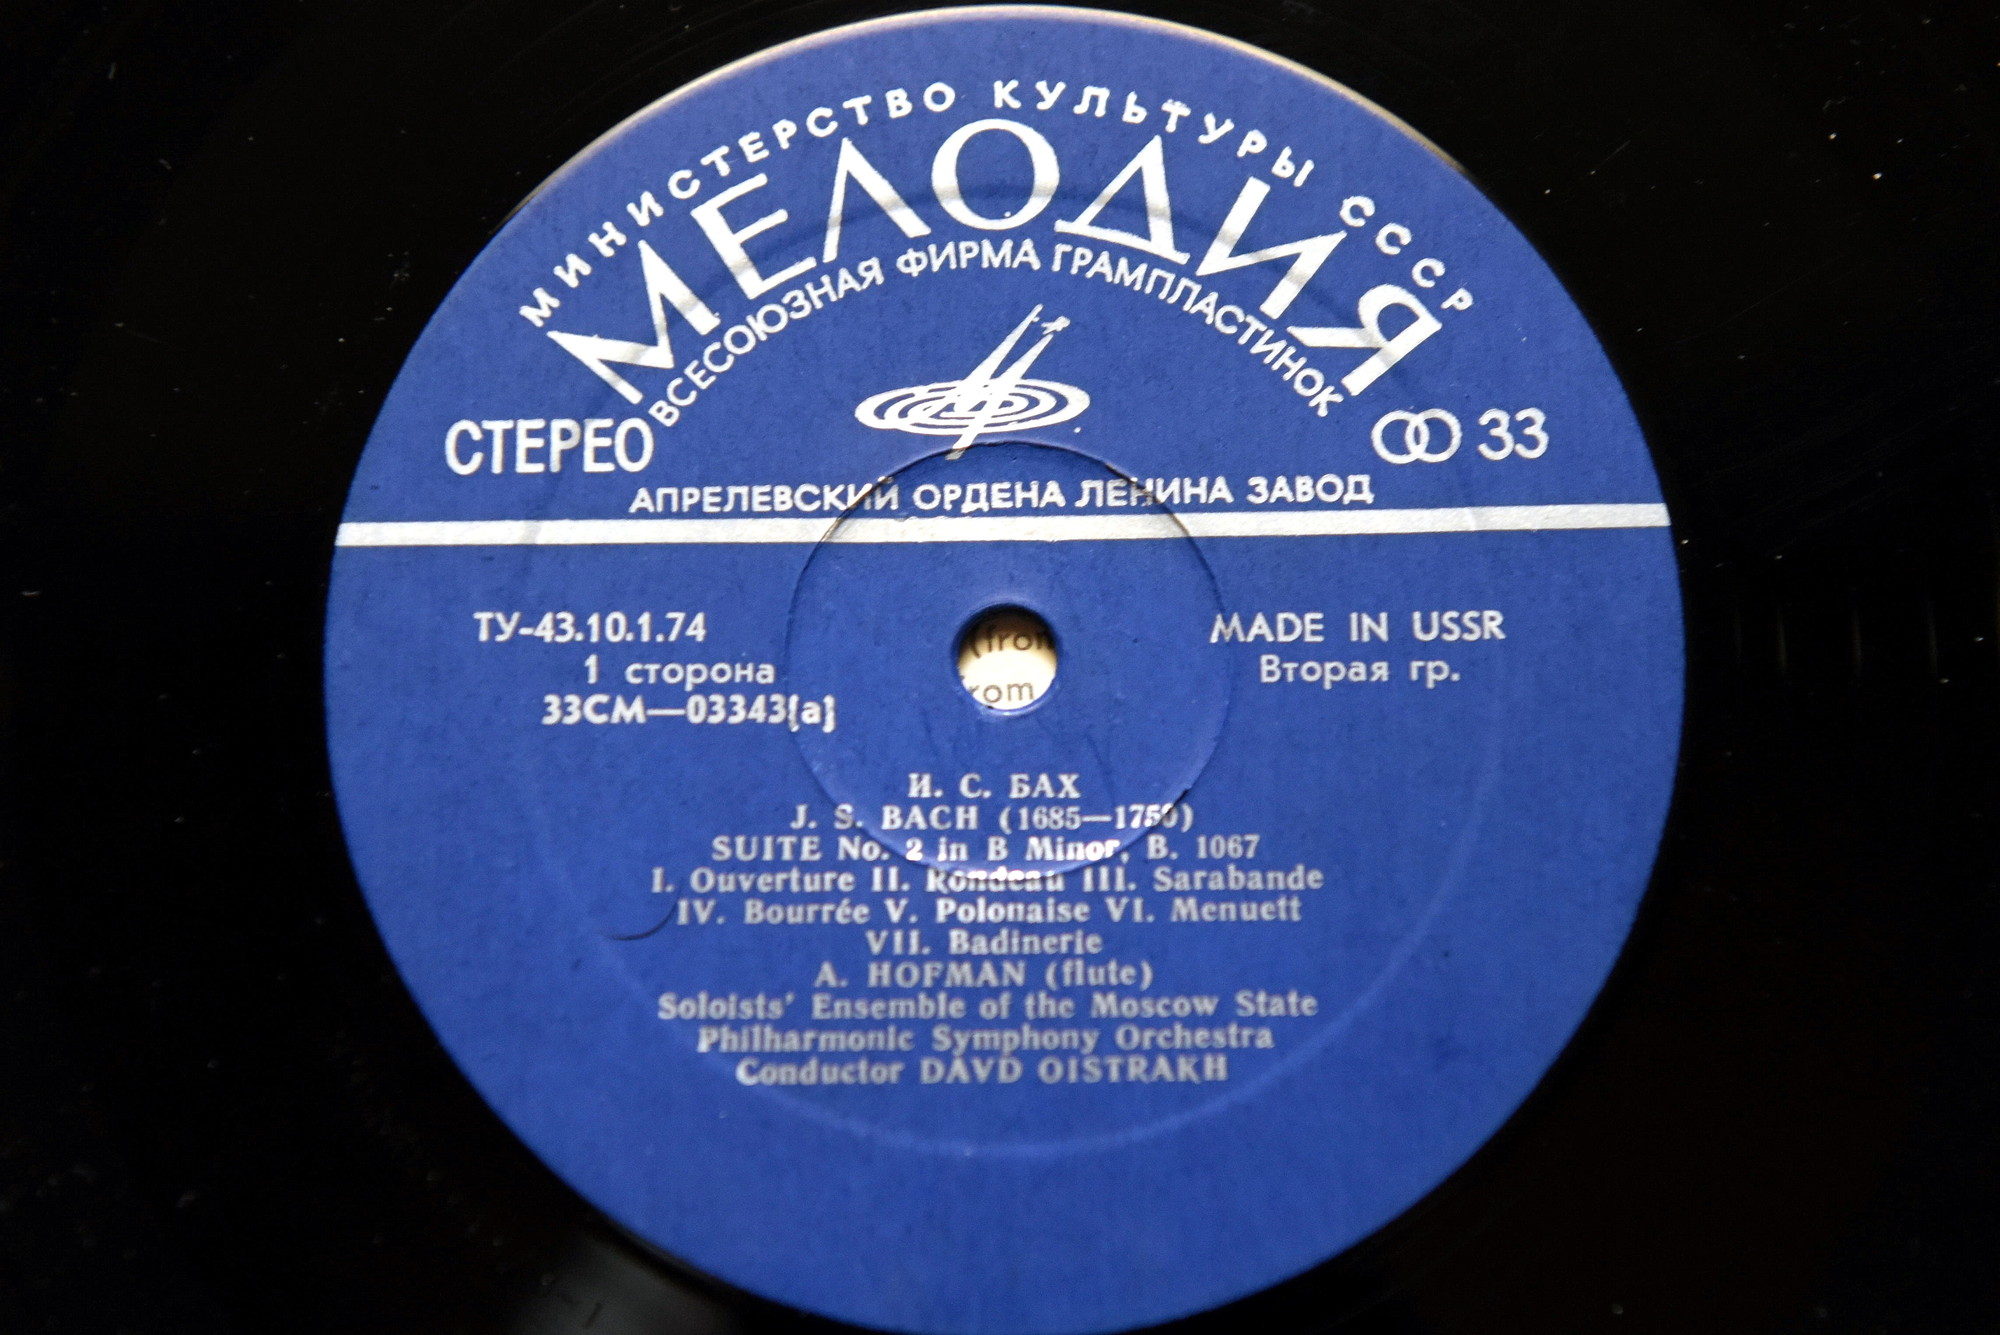 МИНИСТЕРСТВО КУЛЬТУРЫ СССР
МЕЛОДИЯ
ВСЕСОЮЗНАЯ ФИРМА ГРАМПЛАСТИНОК
СТЕРЕО
33
АПРЕЛЕВСКИЙ ОРДЕНА ЛЕНИНА ЗАВОД
ТУ-43.10.1.74
MADE IN USSR
1 сторона
Вторая гр.
33СМ—03343(a)
(from
from
И. С. БАХ
J. S. BACH (1685—1750)
SUITE No. 2 in B Minor, B. 1067
I. Ouverture II. Rondeau III. Sarabande
IV. Bourrée V. Polonaise VI. Menuett
VII. Badinerie
A. HOFMAN (flute)
Soloists' Ensemble of the Moscow State
Philharmonic Symphony Orchestra
Conductor DAVD OISTRAKH